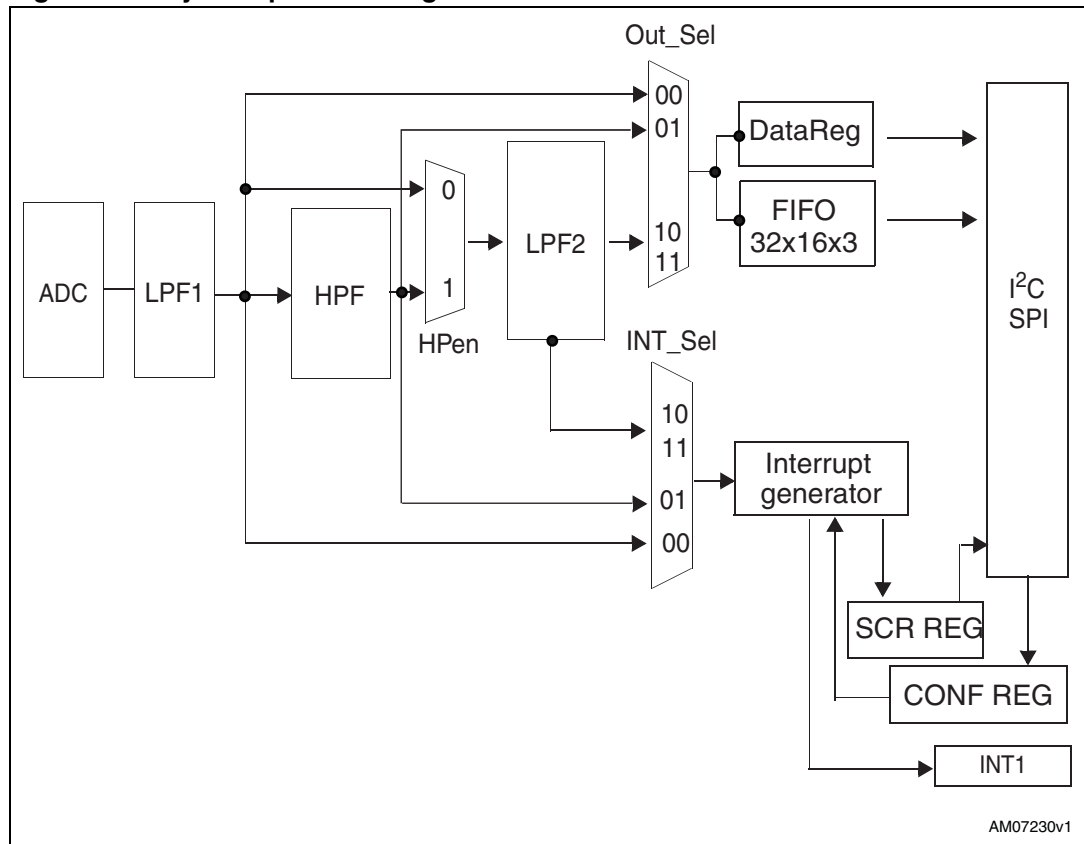 Out_Sel
00
01
10
11
DataReg
FIFO
32x16x3
I²C
SPI
ADC
LPF1
HPF
0
1
HPen
LPF2
INT_Sel
10
11
01
00
Interrupt
generator
SCR REG
CONF REG
INT1
AM07230v1